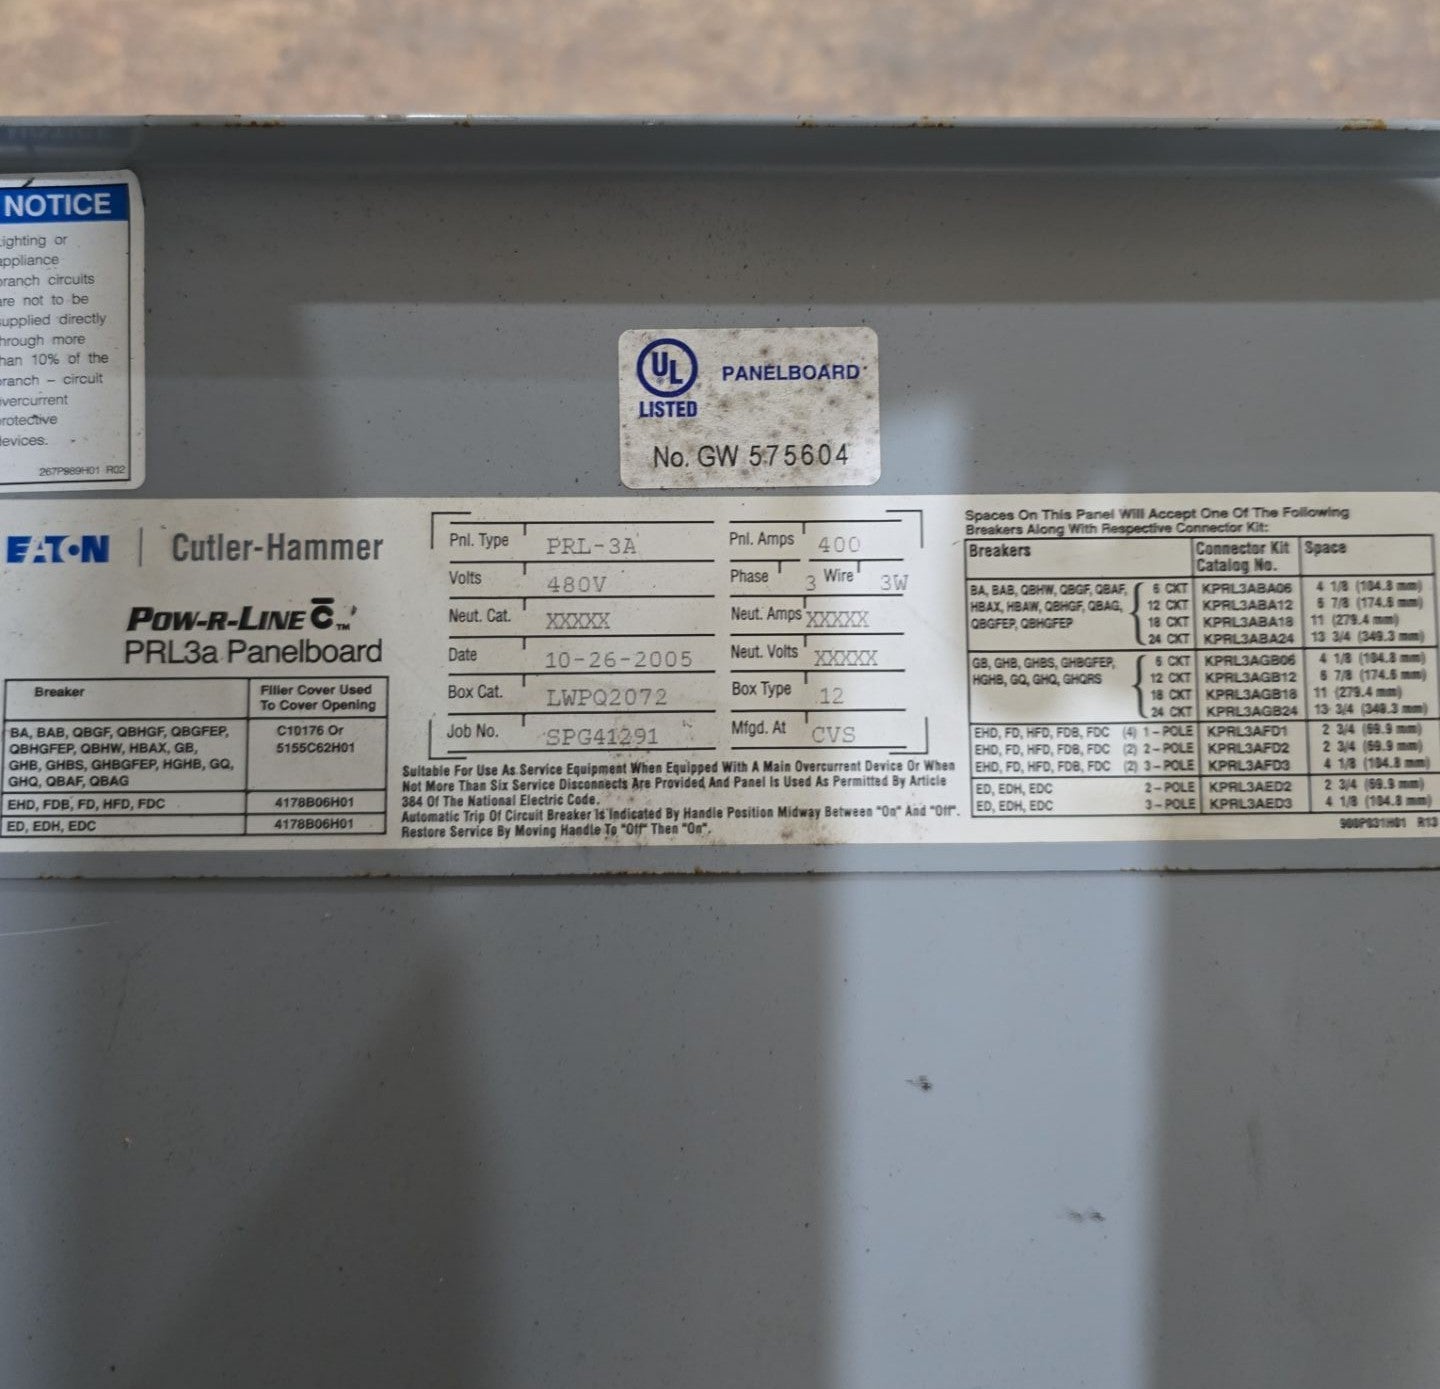 NOTICE
or
circuits
not to be
directly
more
10% of the
– circuit
267P989H01 R02
UL
LISTED
PANELBOARD
No. GW 575604
EATON | Cutler-Hammer
POW-R-LINE C™
PRL3a Panelboard
Breaker Filler Cover Used
To Cover Opening
BA, BAB, QBGF, QBHGF, QBGFEP, C10176 Or
QBHGFEP, QBHW, HBAX, GB, 5155C62H01
GHB, GHBS, GHBGFEP, HGHB, GQ,
GHQ, QBAF, QBAG
EHD, FDB, FD, HFD, FDC 4178B06H01
ED, EDH, EDC 4178B06H01
Pnl. Type PRL-3A Pnl. Amps 400
Volts 480V Phase 3 Wire 3W
Neut. Cat. XXXXX Neut. Amps XXXXX
Date 10-26-2005 Neut. Volts XXXXX
Box Cat. LWPQ2072 Box Type 12
Job No. SPG41291 Mfgd. At CVS
Suitable For Use As Service Equipment When Equipped With A Main Overcurrent Device Or When
Not More Than Six Service Disconnects Are Provided And Panel Is Used As Permitted By Article
384 Of The National Electric Code.
Automatic Trip Of Circuit Breaker Is Indicated By Handle Position Midway Between "On" And "Off".
Restore Service By Moving Handle To "Off" Then "On".
Spaces On This Panel Will Accept One Of The Following
Breakers Along With Respective Connector Kit:
Breakers Connector Kit Space
Catalog No.
BA, BAB, QBHW, QBGF, QBAF, 6 CKT KPRL3ABA06 4 1/8 (104.8 mm)
HBAX, HBAW, QBHGF, QBAG, 12 CKT KPRL3ABA12 6 7/8 (174.6 mm)
QBGFEP, QBHGFEP 18 CKT KPRL3ABA18 11 (279.4 mm)
24 CKT KPRL3ABA24 13 3/4 (349.3 mm)
GB, GHB, GHBS, GHBGFEP, 6 CKT KPRL3AGB06 4 1/8 (104.8 mm)
HGHB, GQ, GHQ, GHQRS 12 CKT KPRL3AGB12 6 7/8 (174.6 mm)
18 CKT KPRL3AGB18 11 (279.4 mm)
24 CKT KPRL3AGB24 13 3/4 (349.3 mm)
EHD, FD, HFD, FDB, FDC (4) 1-POLE KPRL3AFD1 2 3/4 (69.9 mm)
EHD, FD, HFD, FDB, FDC (2) 2-POLE KPRL3AFD2 2 3/4 (69.9 mm)
EHD, FD, HFD, FDB, FDC (2) 3-POLE KPRL3AFD3 4 1/8 (104.8 mm)
ED, EDH, EDC 2-POLE KPRL3AED2 2 3/4 (69.9 mm)
ED, EDH, EDC 3-POLE KPRL3AED3 4 1/8 (104.8 mm)
R13